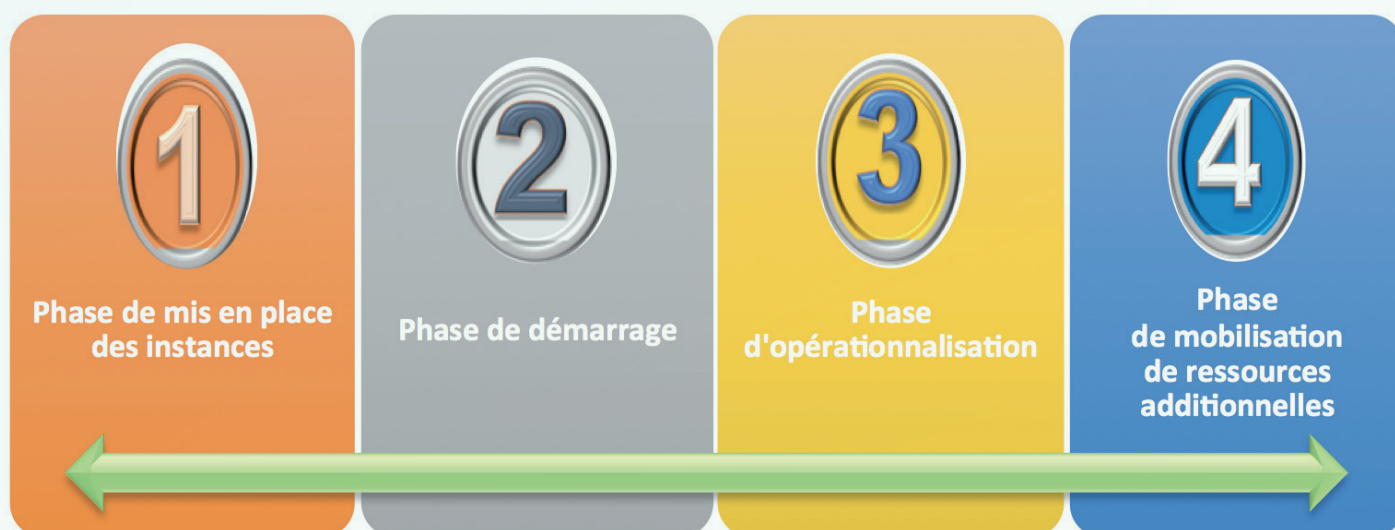 1
Phase de mis en place
des instances
2
Phase de démarrage
3
Phase
d'opérationnalisation
4
Phase
de mobilisation
de ressources
additionnelles